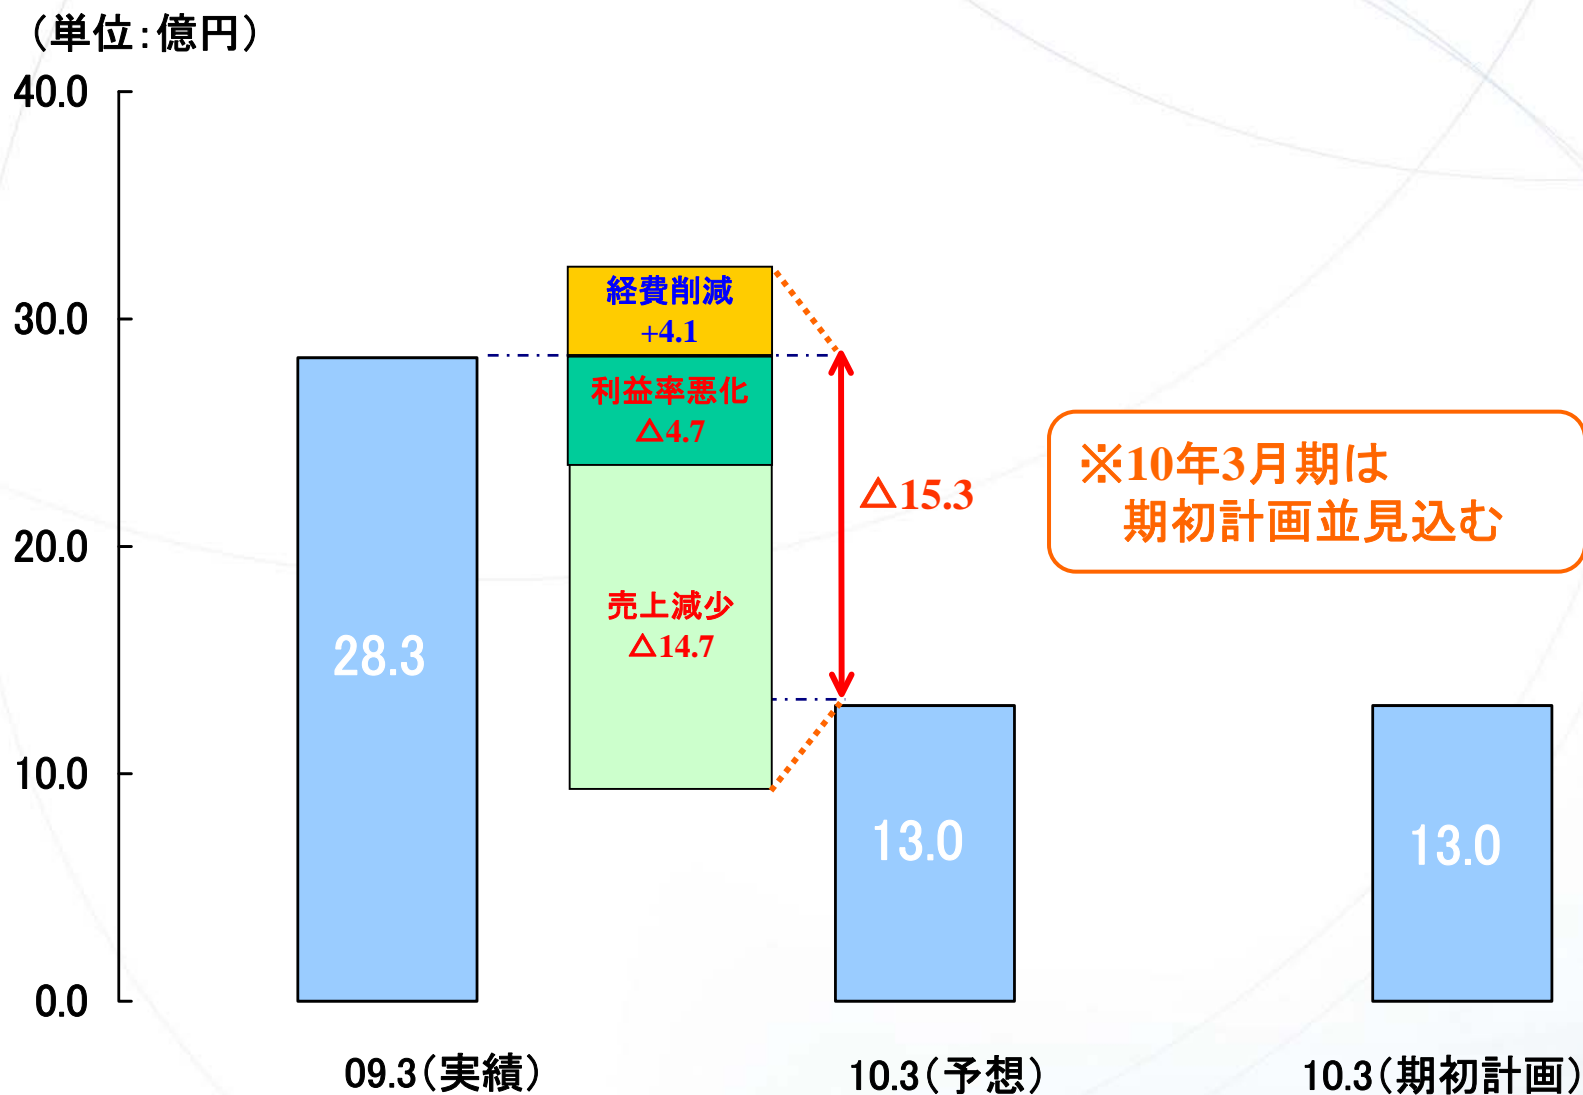 （単位：億円）
40.0
30.0
20.0
10.0
0.0
経費削減
+4.1
利益率悪化
△4.7
売上減少
△14.7
△15.3
※10年3月期は
期初計画並見込む
28.3
13.0
13.0
09.3（実績）
10.3（予想）
10.3（期初計画）